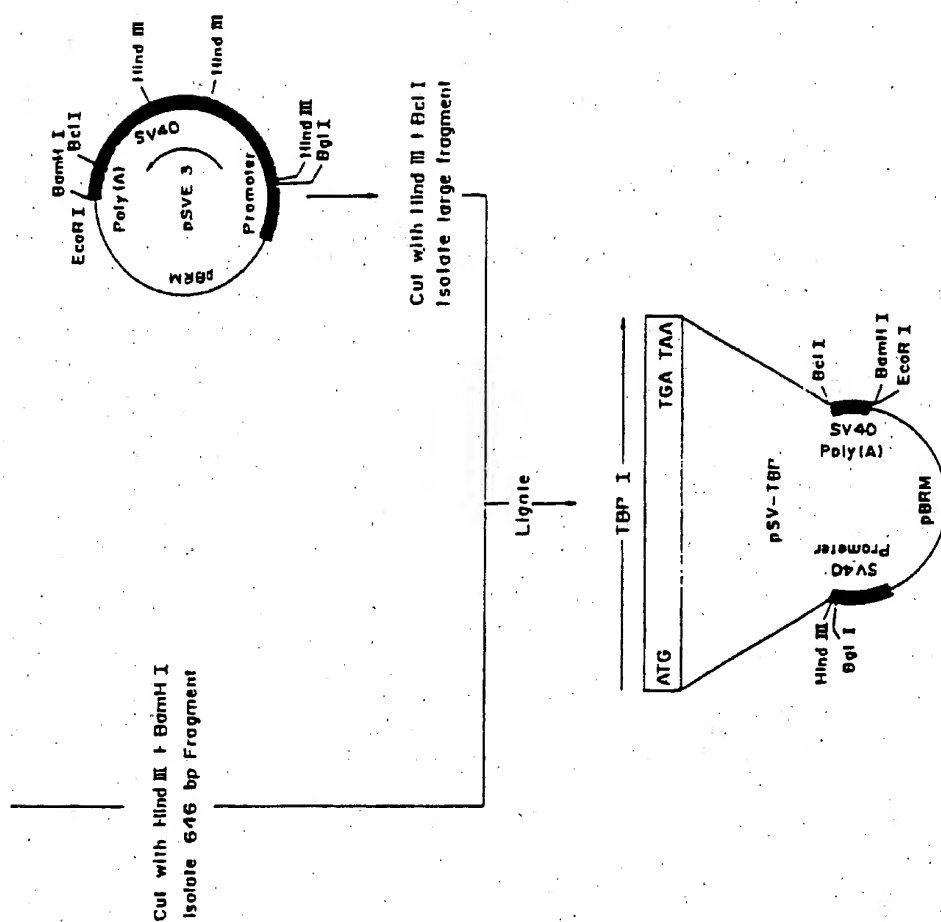 EcoR I
BamH I
Bcl I
Hind III
Hind III
Poly(A)
SV40
pSVE 3
Promoter
pBRM
Hind III
Bgl I
Cut with Hind III + BamH I
Isolate 646 bp Fragment
Cut with Hind III + Bcl I
Isolate large fragment
Lignte
TBP I
ATG
TGA TAA
pSV-TBP
Hind III
Bgl I
SV40
Promoter
Bcl I
SV40
Poly(A)
BamH I
EcoR I
pBRM